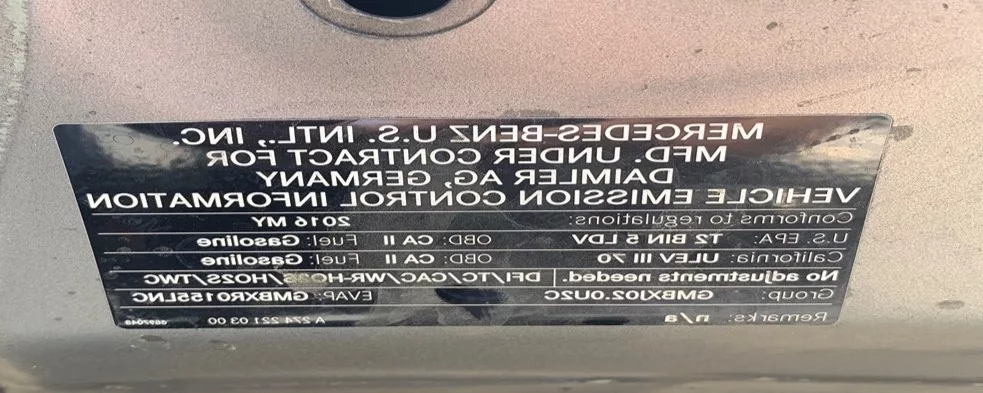 MERCEDES-BENZ U.S. INTL., INC.
MFD. UNDER CONTRACT FOR
DAIMLER AG, GERMANY
VEHICLE EMISSION CONTROL INFORMATION
Conforms to regulations: 2016 MY
U.S. EPA: T2 BIN 5 LDV OBD: CA II Fuel: Gasoline
California: ULEV III 70 OBD: CA II Fuel: Gasoline
No adjustments needed. DFI/TC/CAC/WR-HO2S/HO2S/TWC
Group: GMBXJ02.0U2C EVAP: GMBXR0155LNC
Remarks: n/a A 274 221 03 00